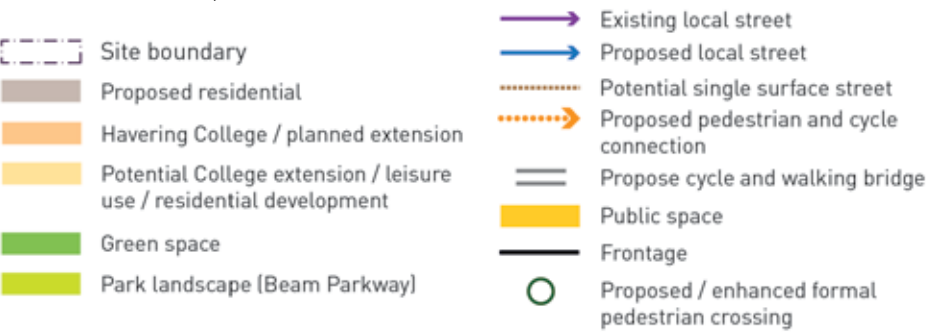 Site boundary
Proposed residential
Havering College / planned extension
Potential College extension / leisure
use / residential development
Green space
Park landscape (Beam Parkway)
Existing local street
Proposed local street
Potential single surface street
Proposed pedestrian and cycle
connection
Propose cycle and walking bridge
Public space
Frontage
Proposed / enhanced formal
pedestrian crossing